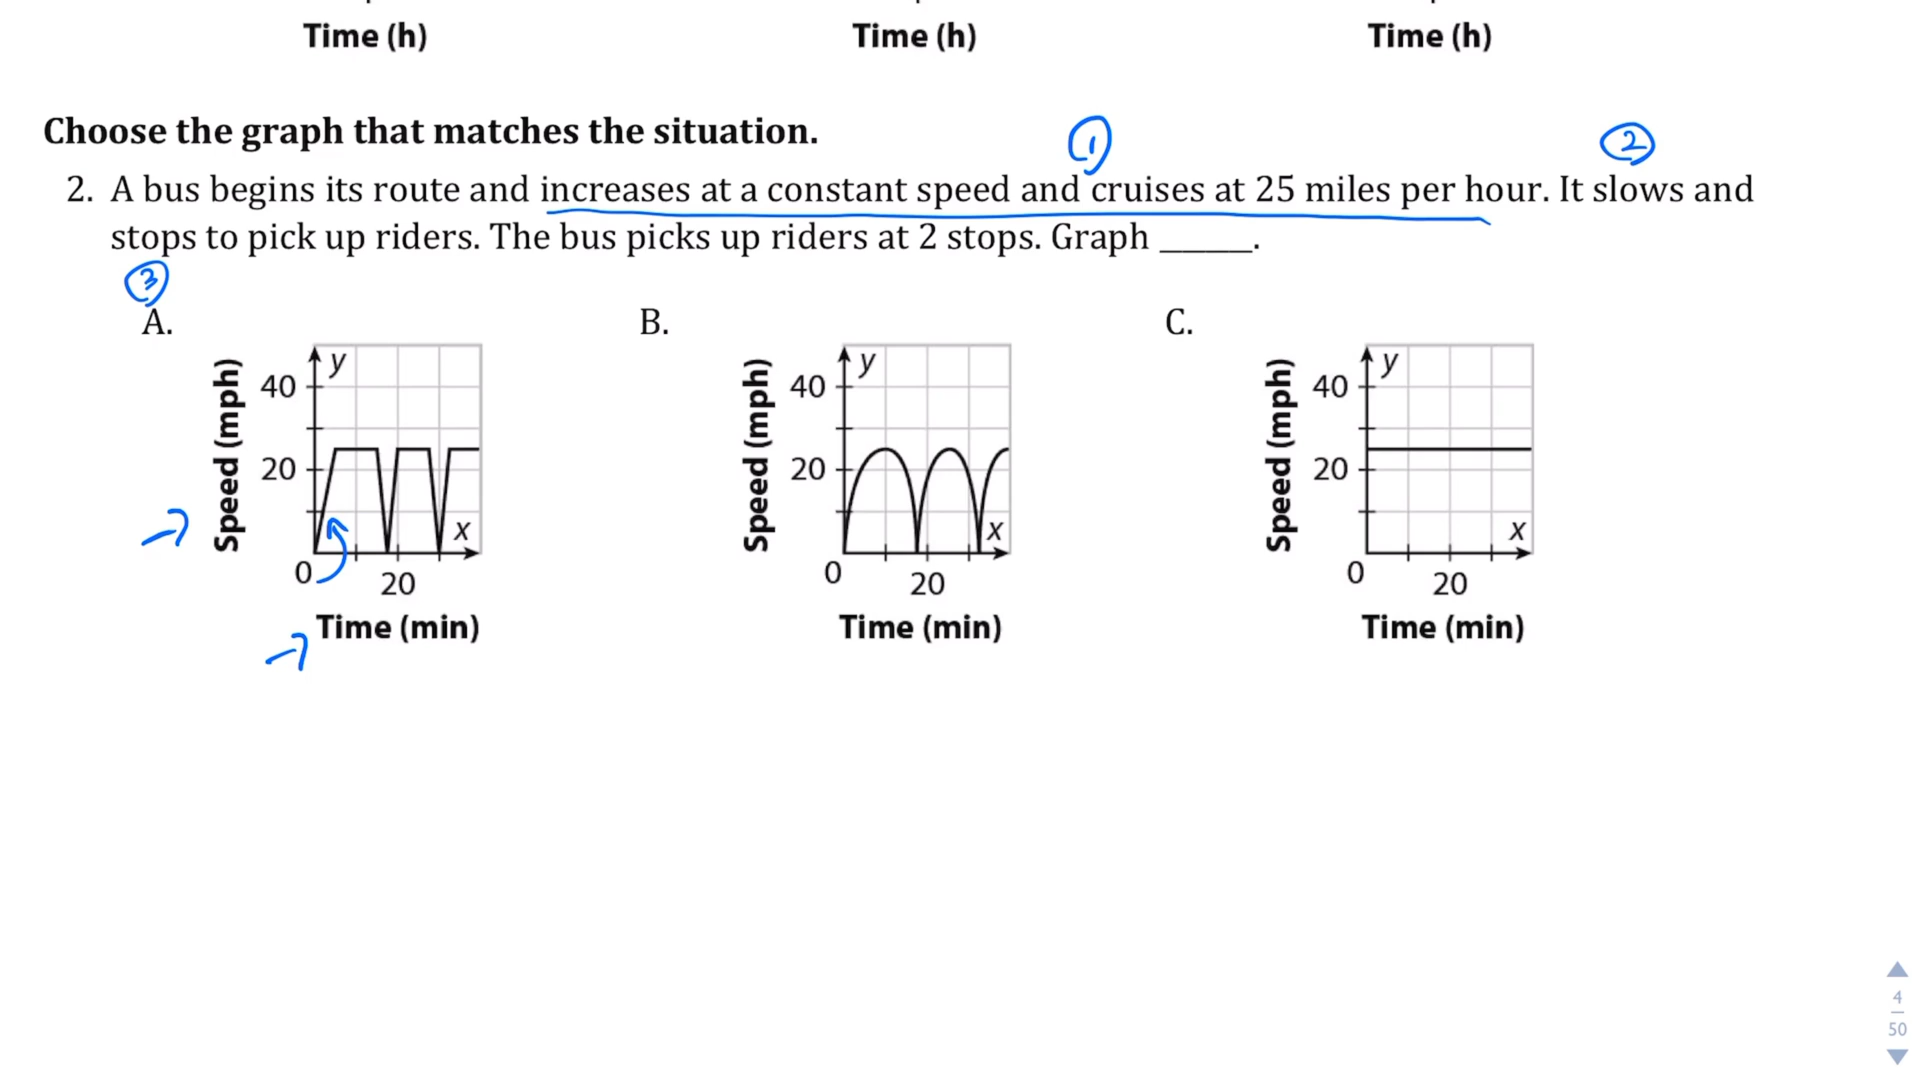 Time (h) Time (h) Time (h)
Choose the graph that matches the situation.
1 2
2. A bus begins its route and increases at a constant speed and cruises at 25 miles per hour. It slows and
stops to pick up riders. The bus picks up riders at 2 stops. Graph _____.
3
A. B. C.
Speed (mph) 40 20 0 20 y x
Time (min)
Speed (mph) 40 20 0 20 y x
Time (min)
Speed (mph) 40 20 0 20 y x
Time (min)
4
50